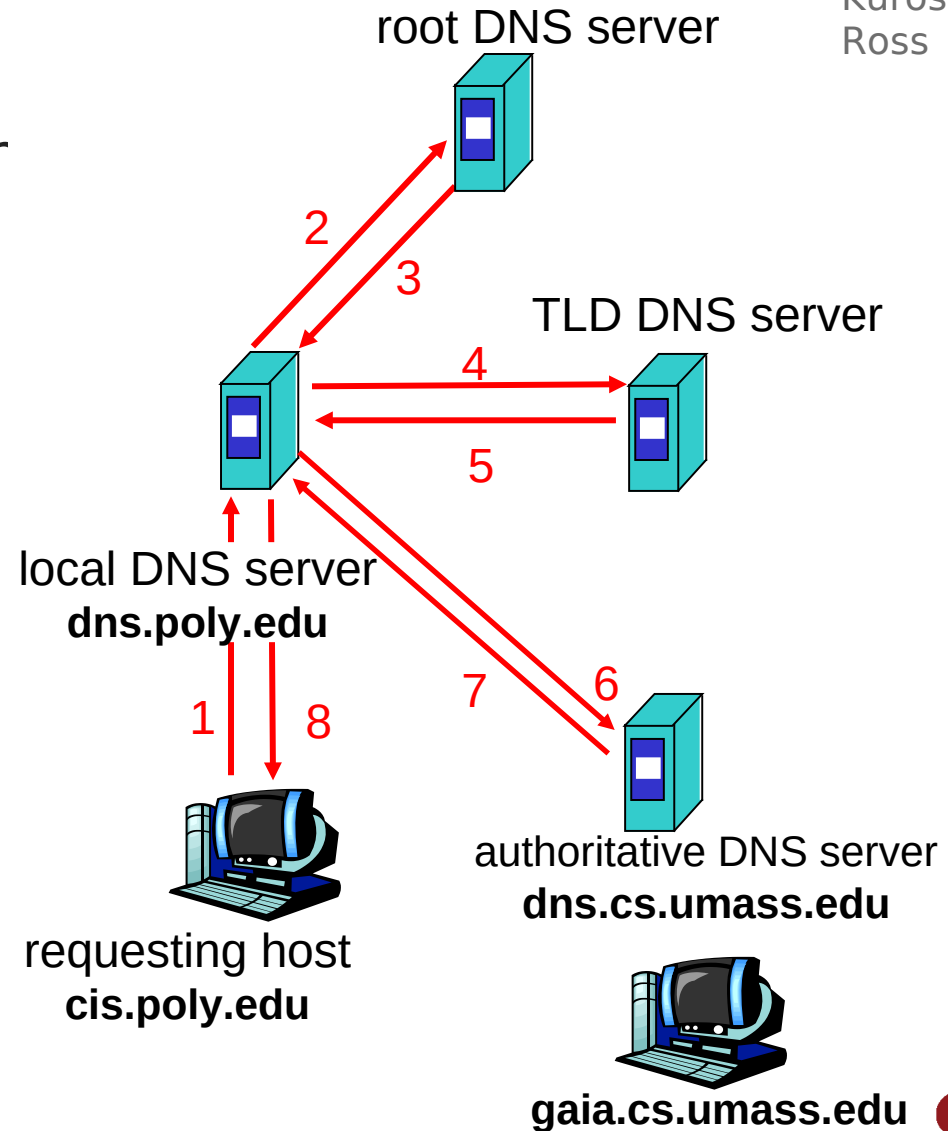 root DNS server
Ross
2
3
TLD DNS server
4
5
local DNS server
dns.poly.edu
7
6
1
8
authoritative DNS server
dns.cs.umass.edu
requesting host
cis.poly.edu
gaia.cs.umass.edu